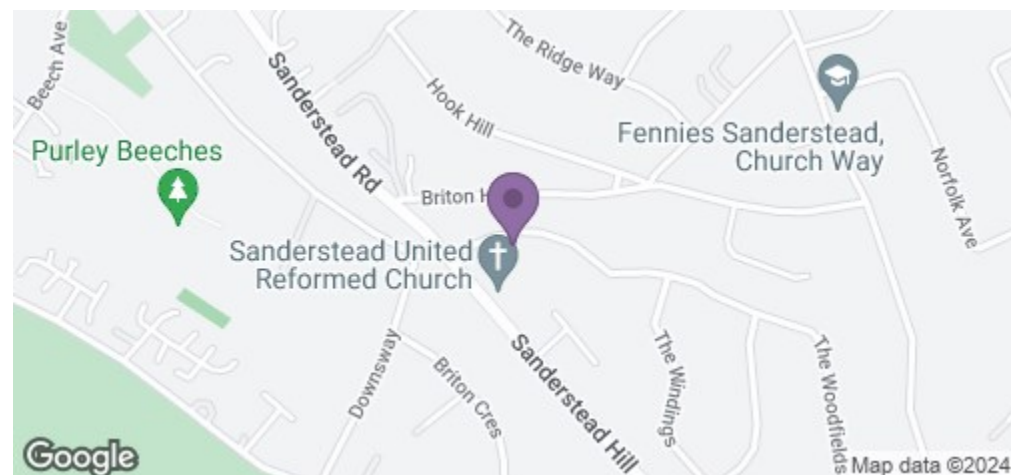 Beech Ave
Sanderstead Rd
The Ridge Way
Hook Hill
Fennies Sanderstead,
Church Way
Norfolk Ave
Purley Beeches
Briton
Sanderstead United
Reformed Church
Downsway
Briton Cres
Sanderstead Hill
The Windings
The Woodfields
Google
Map data ©2024